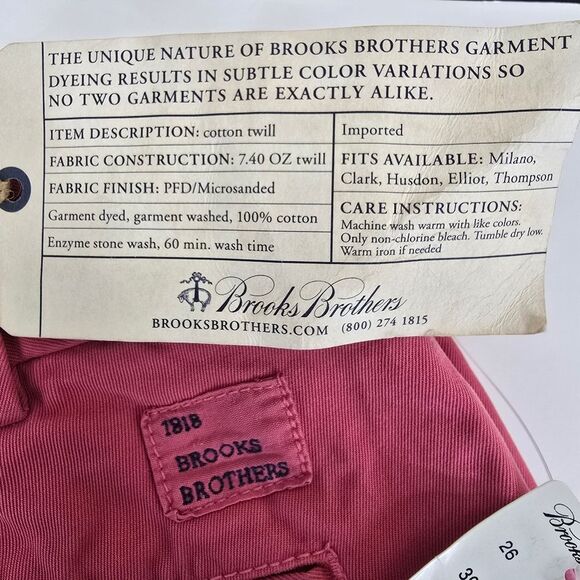 THE UNIQUE NATURE OF BROOKS BROTHERS GARMENT
DYEING RESULTS IN SUBTLE COLOR VARIATIONS SO
NO TWO GARMENTS ARE EXACTLY ALIKE.
ITEM DESCRIPTION: cotton twill
FABRIC CONSTRUCTION: 7.40 OZ twill
FABRIC FINISH: PFD/Microsanded
Garment dyed, garment washed, 100% cotton
Enzyme stone wash, 60 min. wash time
Imported
FITS AVAILABLE: Milano,
Clark, Husdon, Elliot, Thompson
CARE INSTRUCTIONS:
Machine wash warm with like colors.
Only non-chlorine bleach. Tumble dry low.
Warm iron if needed
Brooks Brothers
BROOKSBROTHERS.COM (800) 274 1815
1818
BROOKS
BROTHERS
Brooks
26